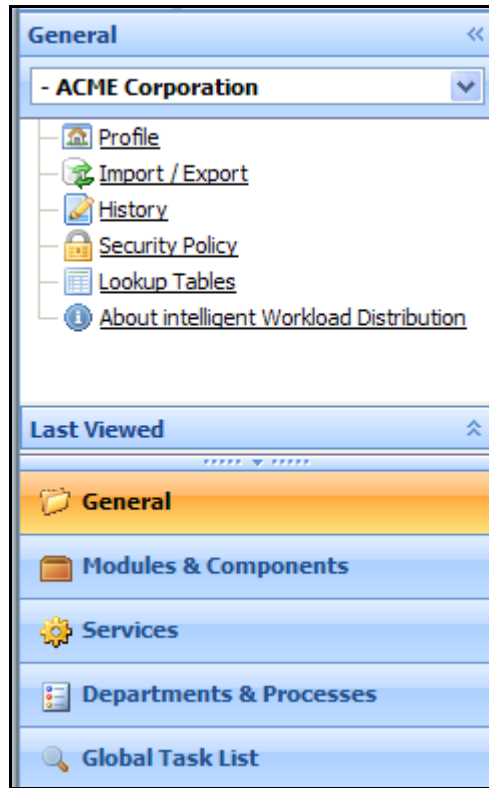 General
- ACME Corporation
Profile
Import / Export
History
Security Policy
Lookup Tables
About intelligent Workload Distribution
Last Viewed
General
Modules & Components
Services
Departments & Processes
Global Task List